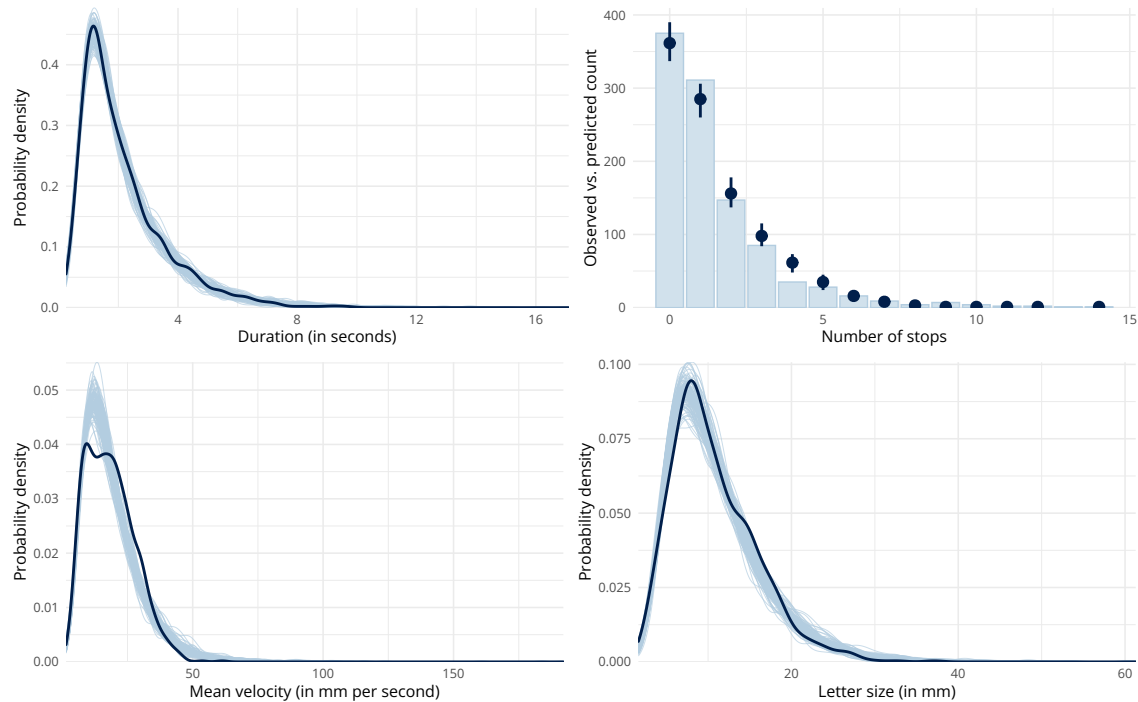 Probability density
0.4
0.3
0.2
0.1
0.0
4 8 12 16
Duration (in seconds)
Observed vs. predicted count
400
300
200
100
0
0 5 10 15
Number of stops
Probability density
0.05
0.04
0.03
0.02
0.01
0.00
50 100 150
Mean velocity (in mm per second)
Probability density
0.100
0.075
0.050
0.025
0.000
20 40 60
Letter size (in mm)